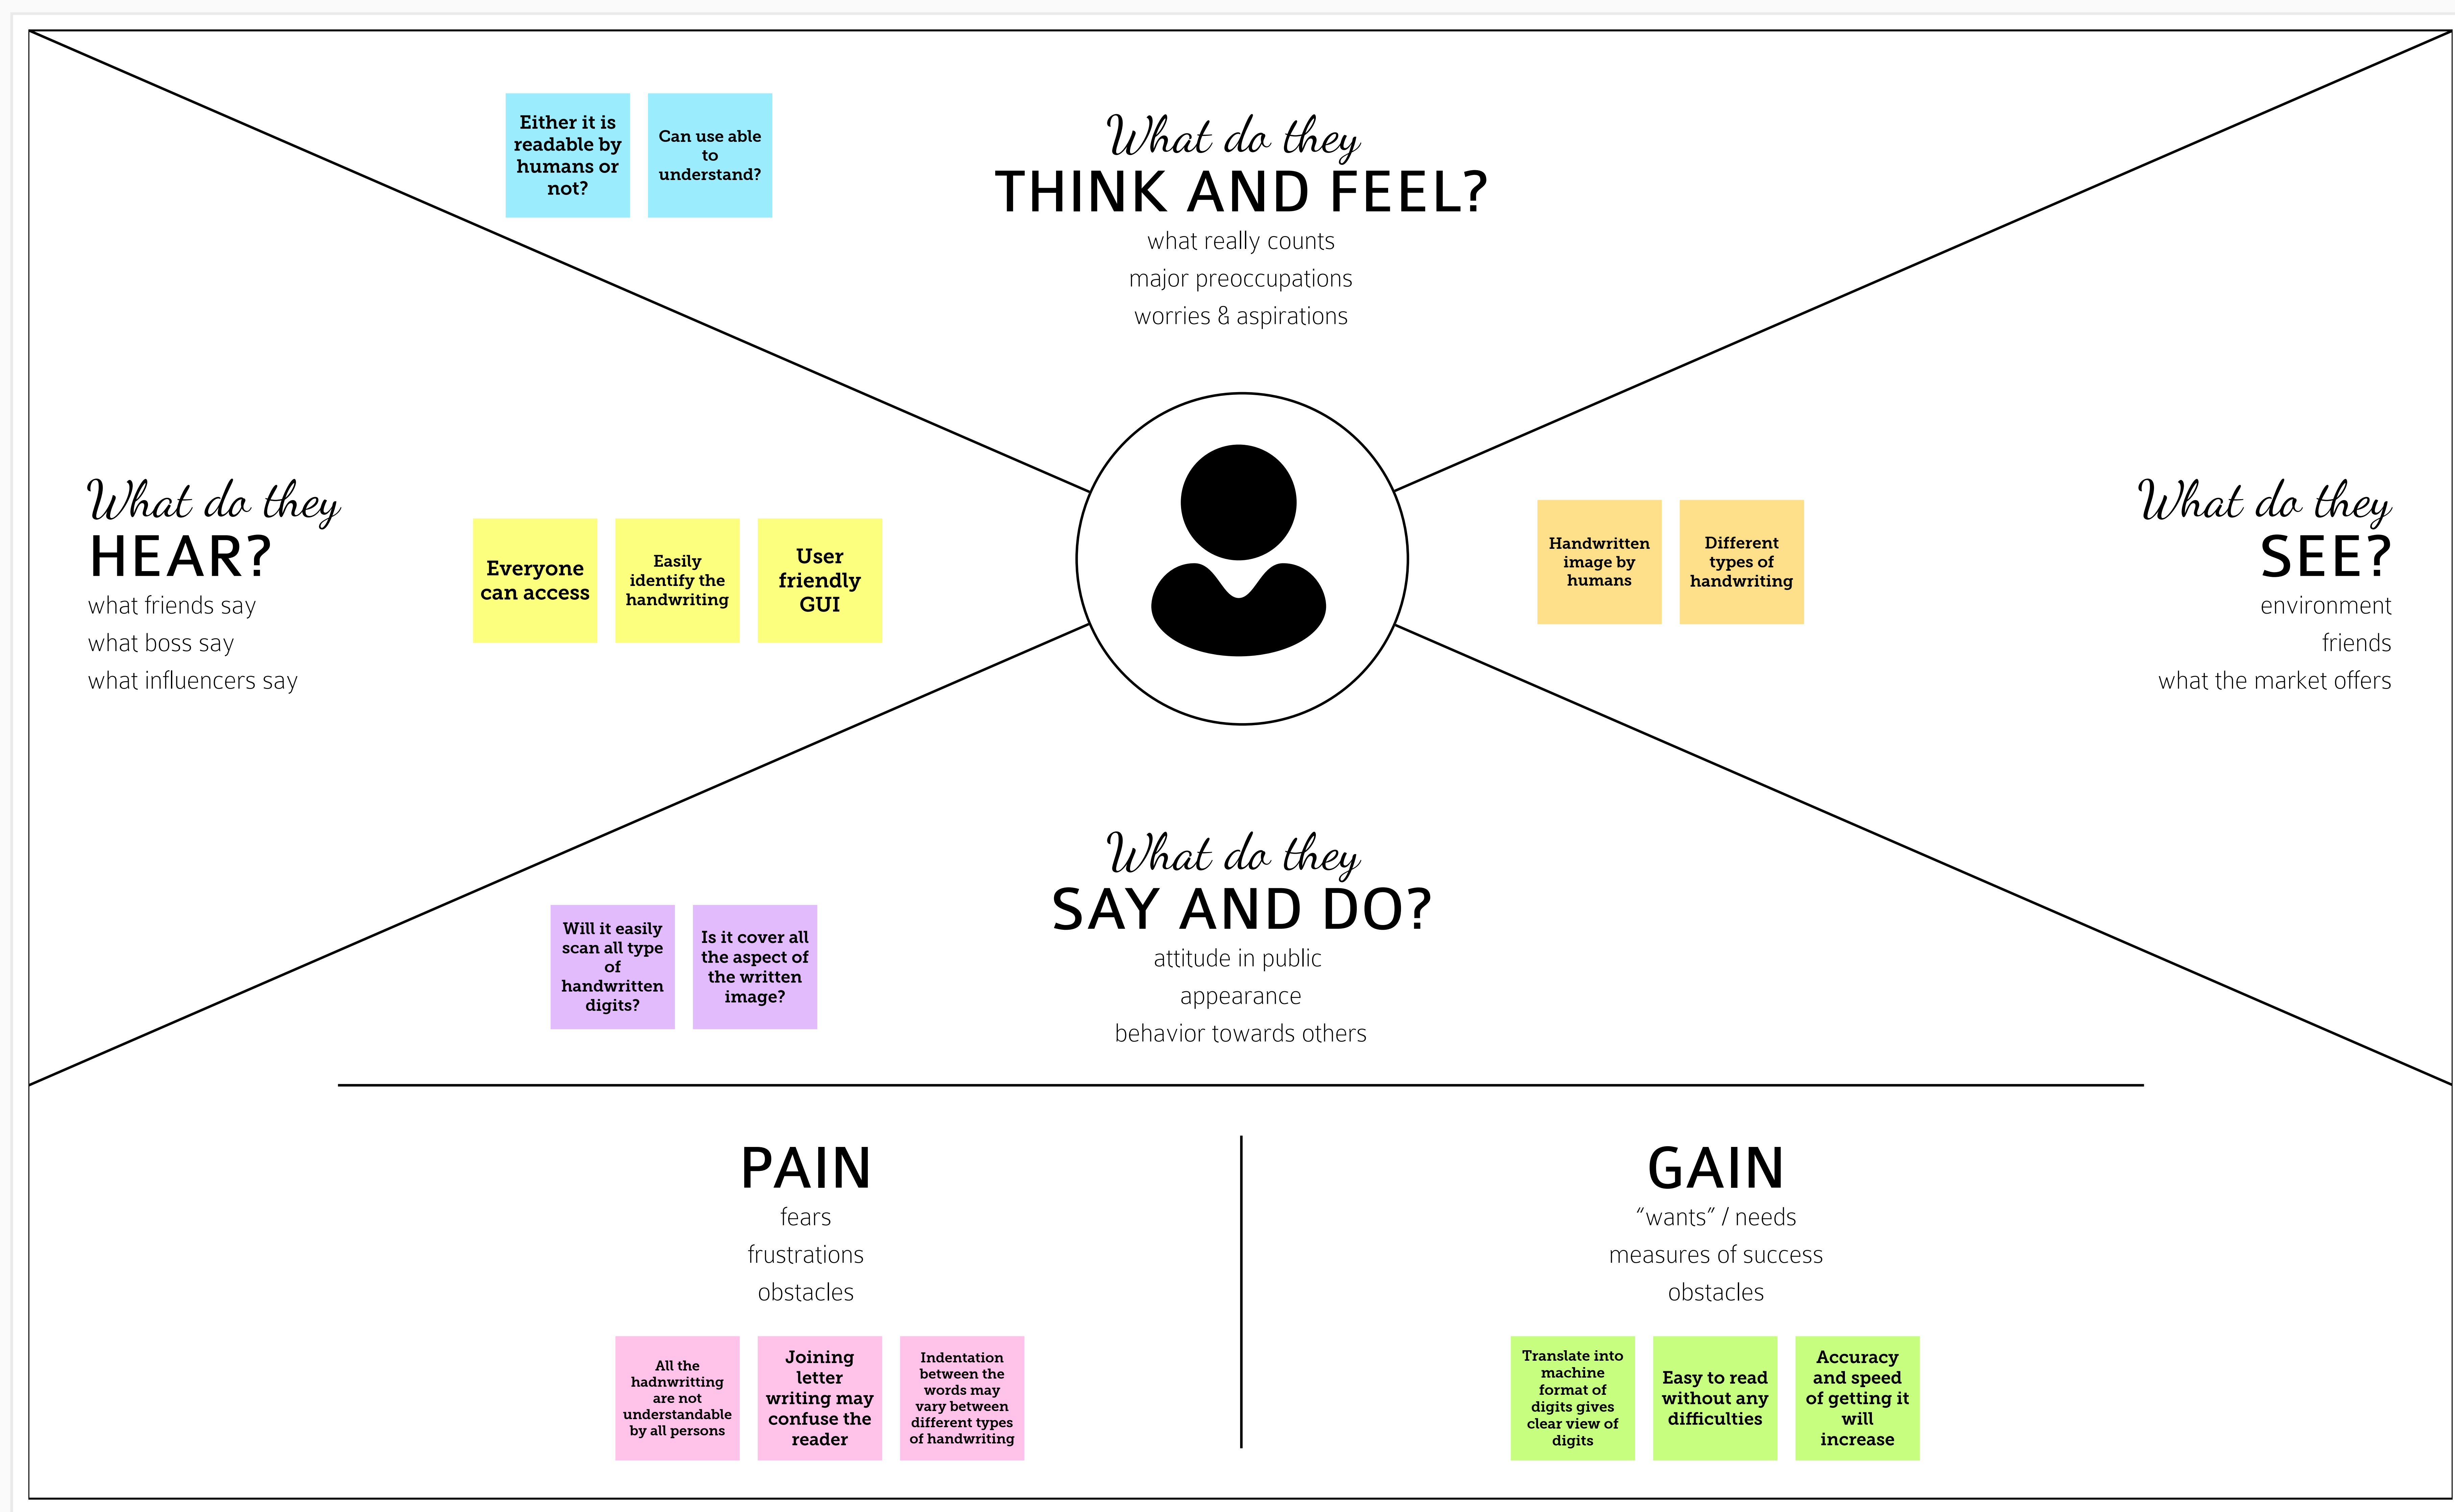 Either it is
readable by
humans or
not?
Can use able
to
understand?
What do they
THINK AND FEEL?
what really counts
major preoccupations
worries & aspirations
What do they
HEAR?
what friends say
what boss say
what influencers say
Everyone
can access
Easily
identify the
handwriting
User
friendly
GUI
Handwritten
image by
humans
Different
types of
handwriting
What do they
SEE?
environment
friends
what the market offers
What do they
SAY AND DO?
attitude in public
appearance
behavior towards others
Will it easily
scan all type
of
handwritten
digits?
Is it cover all
the aspect of
the written
image?
PAIN
fears
frustrations
obstacles
All the
hadnwritting
are not
understandable
by all persons
Joining
letter
writing may
confuse the
reader
Indentation
between the
words may
vary between
different types
of handwriting
GAIN
“wants” / needs
measures of success
obstacles
Translate into
machine
format of
digits gives
clear view of
digits
Easy to read
without any
difficulties
Accuracy
and speed
of getting it
will
increase